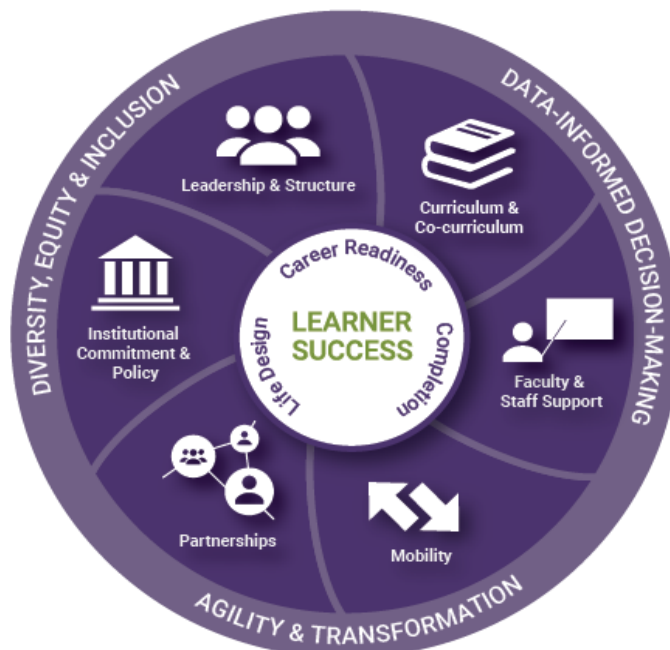 DIVERSITY, EQUITY & INCLUSION
DATA-INFORMED DECISION-MAKING
Leadership & Structure
Curriculum &
Co-curriculum
Career Readiness
LEARNER
SUCCESS
Life Design
Completion
Institutional
Commitment &
Policy
Faculty &
Staff Support
Partnerships
Mobility
AGILITY & TRANSFORMATION